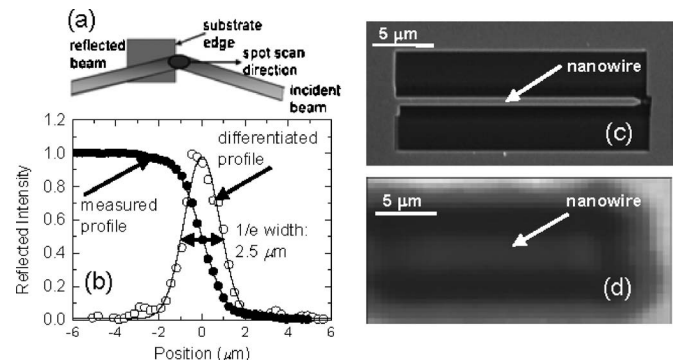 (a)
substrate
edge
reflected
beam
spot scan
direction
incident
beam
1.2
1.0
0.8
0.6
0.4
0.2
0.0
Reflected Intensity
differentiated
profile
measured
profile
1/e width:
2.5 μm
(b)
-6 -4 -2 0 2 4 6
Position (μm)
5 μm
nanowire
(c)
5 μm
nanowire
(d)